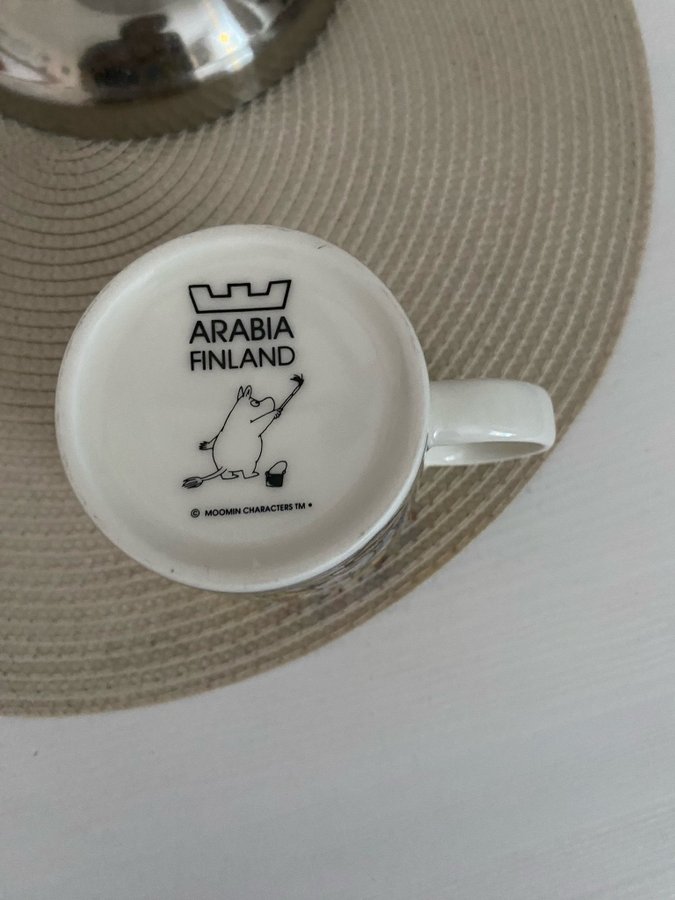 ARABIA
FINLAND
© MOOMIN CHARACTERS TM •